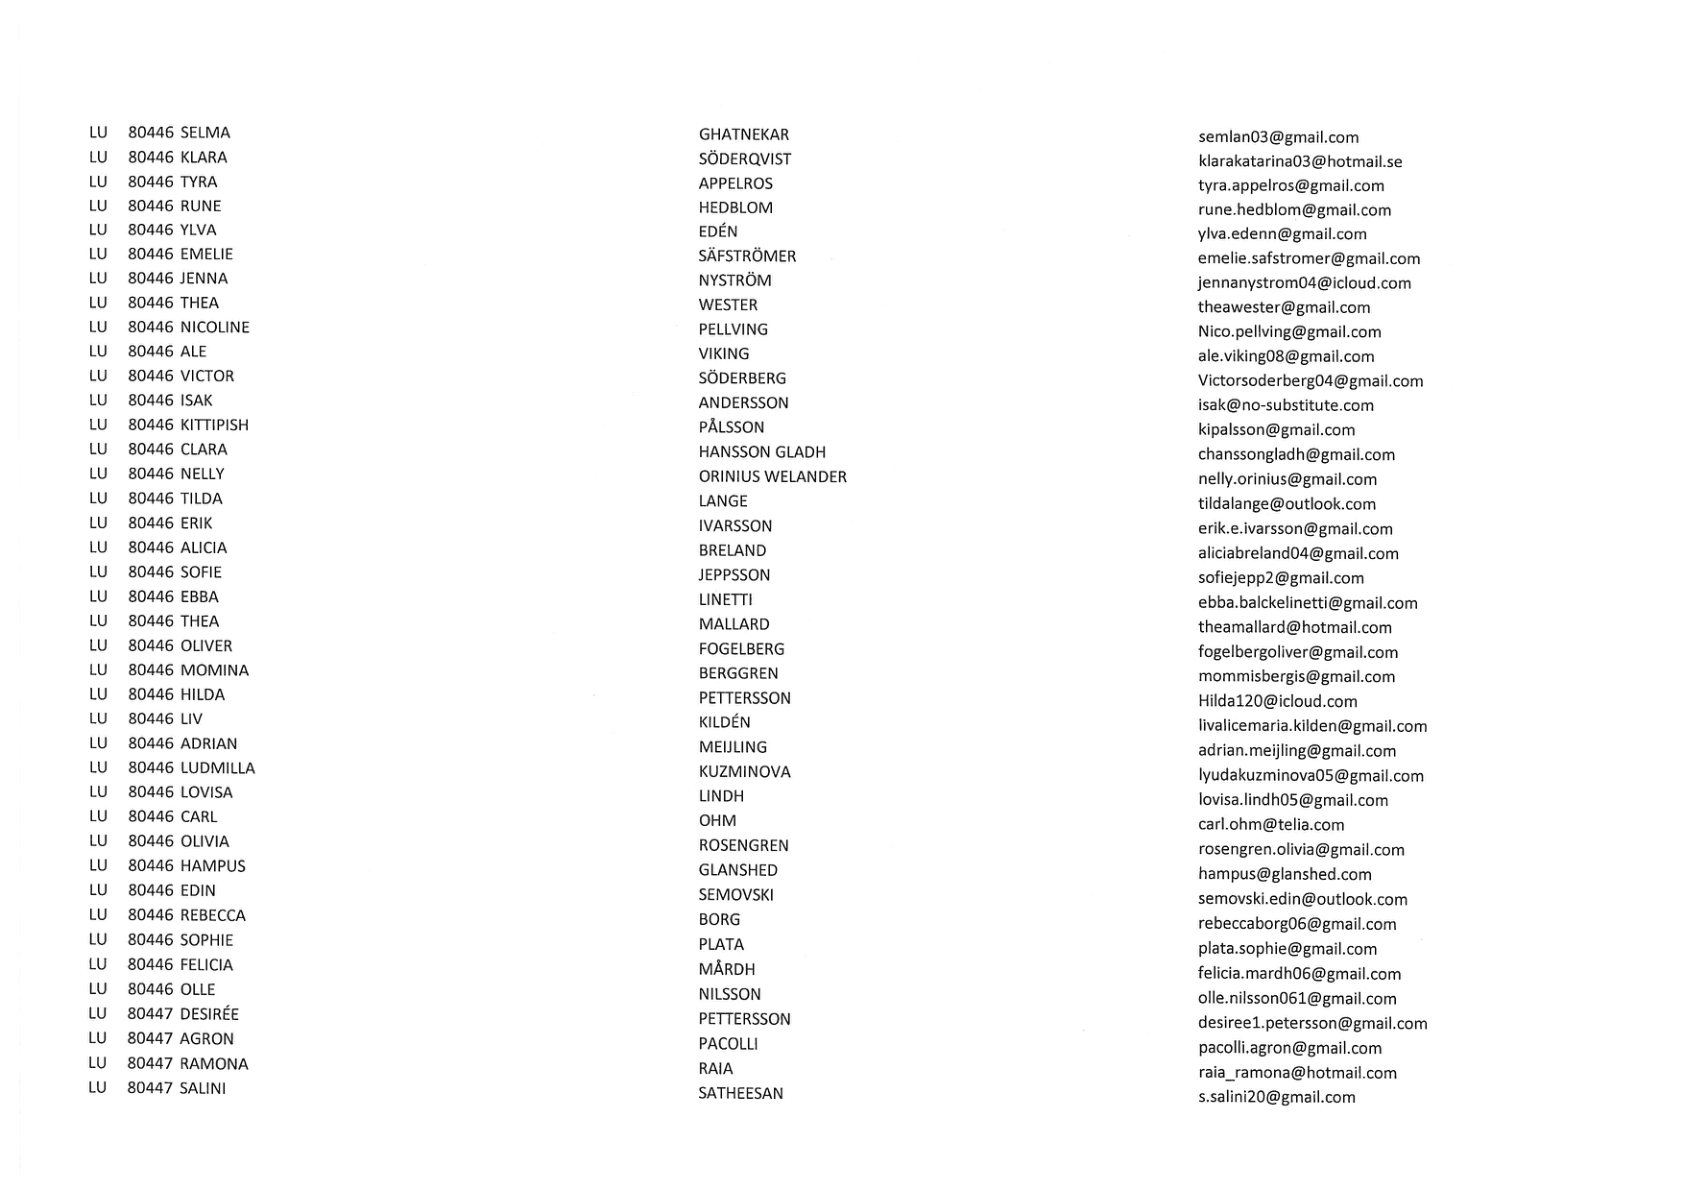 LU 80446 SELMA GHATNEKAR semlan03@gmail.com
LU 80446 KLARA SÖDERQVIST klarakatarina03@hotmail.se
LU 80446 TYRA APPELROS tyra.appelros@gmail.com
LU 80446 RUNE HEDBLOM rune.hedblom@gmail.com
LU 80446 YLVA EDÉN ylva.edenn@gmail.com
LU 80446 EMELIE SÄFSTRÖMER emelie.safstromer@gmail.com
LU 80446 JENNA NYSTRÖM jennanystrom04@icloud.com
LU 80446 THEA WESTER theawester@gmail.com
LU 80446 NICOLINE PELLVING Nico.pellving@gmail.com
LU 80446 ALE VIKING ale.viking08@gmail.com
LU 80446 VICTOR SÖDERBERG Victorsoderberg04@gmail.com
LU 80446 ISAK ANDERSSON isak@no-substitute.com
LU 80446 KITTIPISH PÅLSSON kipalsson@gmail.com
LU 80446 CLARA HANSSON GLADH chanssongladh@gmail.com
LU 80446 NELLY ORINIUS WELANDER nelly.orinius@gmail.com
LU 80446 TILDA LANGE tildalange@outlook.com
LU 80446 ERIK IVARSSON erik.e.ivarsson@gmail.com
LU 80446 ALICIA BRELAND aliciabreland04@gmail.com
LU 80446 SOFIE JEPPSSON sofiejepp2@gmail.com
LU 80446 EBBA LINETTI ebba.balckelinetti@gmail.com
LU 80446 THEA MALLARD theamallard@hotmail.com
LU 80446 OLIVER FOGELBERG fogelbergoliver@gmail.com
LU 80446 MOMINA BERGGREN mommisbergis@gmail.com
LU 80446 HILDA PETTERSSON Hilda120@icloud.com
LU 80446 LIV KILDÉN livalicemaria.kilden@gmail.com
LU 80446 ADRIAN MEIJLING adrian.meijling@gmail.com
LU 80446 LUDMILLA KUZMINOVA lyudakuzminova05@gmail.com
LU 80446 LOVISA LINDH lovisa.lindh05@gmail.com
LU 80446 CARL OHM carl.ohm@telia.com
LU 80446 OLIVIA ROSENGREN rosengren.olivia@gmail.com
LU 80446 HAMPUS GLANSHED hampus@glanshed.com
LU 80446 EDIN SEMOVSKI semovski.edin@outlook.com
LU 80446 REBECCA BORG rebeccaborg06@gmail.com
LU 80446 SOPHIE PLATA plata.sophie@gmail.com
LU 80446 FELICIA MÅRDH felicia.mardh06@gmail.com
LU 80446 OLLE NILSSON olle.nilsson061@gmail.com
LU 80447 DESIRÉE PETTERSSON desiree1.petersson@gmail.com
LU 80447 AGRON PACOLLI pacolli.agron@gmail.com
LU 80447 RAMONA RAIA raia_ramona@hotmail.com
LU 80447 SALINI SATHEESAN s.salini20@gmail.com